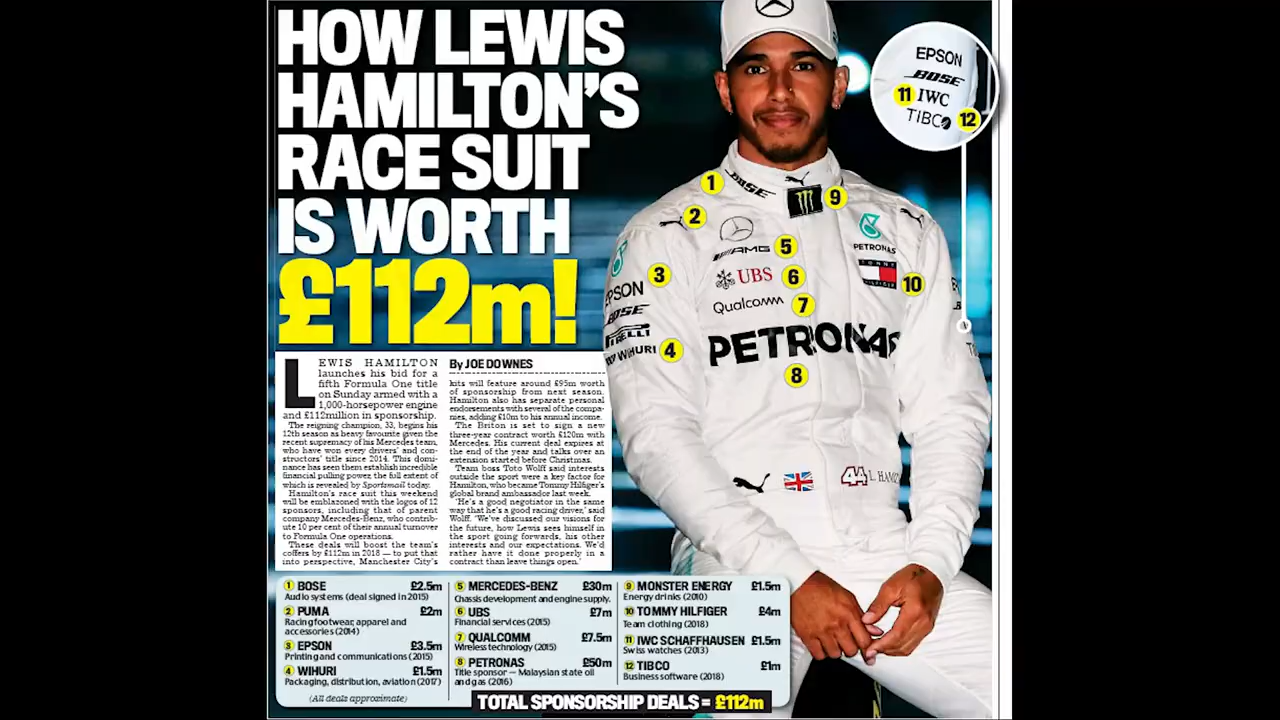 HOW LEWIS
HAMILTON'S
RACE SUIT
IS WORTH
£112m!
LEWIS HAMILTON
launches his bid for a
fifth Formula One title
on Sunday armed with a
1,000-horsepower engine
and £112million in sponsorship.
The reigning champion, 33, begins his
12th season as heavy favourite given the
recent supremacy of his Mercedes team,
who have won every drivers' and con-
structors' title since 2014. This domi-
nance has seen them establish incredible
financial pulling power, the full extent of
which is revealed by Sportsmail today.
Hamilton's race suit this weekend
will be emblazoned with the logos of 12
sponsors, including that of parent
company Mercedes-Benz, who contrib-
ute 10 per cent of their annual turnover
to Formula One operations.
These deals will boost the team's
coffers by £112m in 2018 — to put that
into perspective, Manchester City's
By JOE DOWNES
kits will feature around £95m worth
of sponsorship from next season.
Hamilton also has separate personal
endorsements with several of the compa-
nies, adding £10m to his annual income.
The Briton is set to sign a new
three-year contract worth £120m with
Mercedes. His current deal expires at
the end of the year and talks over an
extension started before Christmas.
Team boss Toto Wolff said interests
outside the sport were a key factor for
Hamilton, who became Tommy Hilfiger's
global brand ambassador last week.
'He's a good negotiator in the same
way that he's a good racing driver,' said
Wolff. 'We've discussed our visions for
the future, how Lewis sees himself in
the sport going forwards, his other
interests and our expectations. We'd
rather have it done properly in a
contract than leave things open.'
EPSON
BOSE
11 IWC
TIBCO 12
1 BOSE
9
2
PETRONAS
AMG 5
TOMMY HILFIGER
3
UBS 6
10
EPSON
Qualcomm 7
BOSE
PIRELLI
WIHURI 4
PETRONAS
8
44 L. HAM
1 BOSE £2.5m
Audio systems (deal signed in 2015)
2 PUMA £2m
Racing footwear, apparel and
accessories (2014)
3 EPSON £3.5m
Printing and communications (2015)
4 WIHURI £1.5m
Packaging, distribution, aviation (2017)
(All deals approximate)
5 MERCEDES-BENZ £30m
Chassis development and engine supply.
6 UBS £7m
Financial services (2015)
7 QUALCOMM £7.5m
Wireless technology (2015)
8 PETRONAS £50m
Title sponsor — Malaysian state oil
and gas (2016)
9 MONSTER ENERGY £1.5m
Energy drinks (2010)
10 TOMMY HILFIGER £4m
Team clothing (2018)
11 IWC SCHAFFHAUSEN £1.5m
Swiss watches (2013)
12 TIBCO £1m
Business software (2018)
TOTAL SPONSORSHIP DEALS = £112m